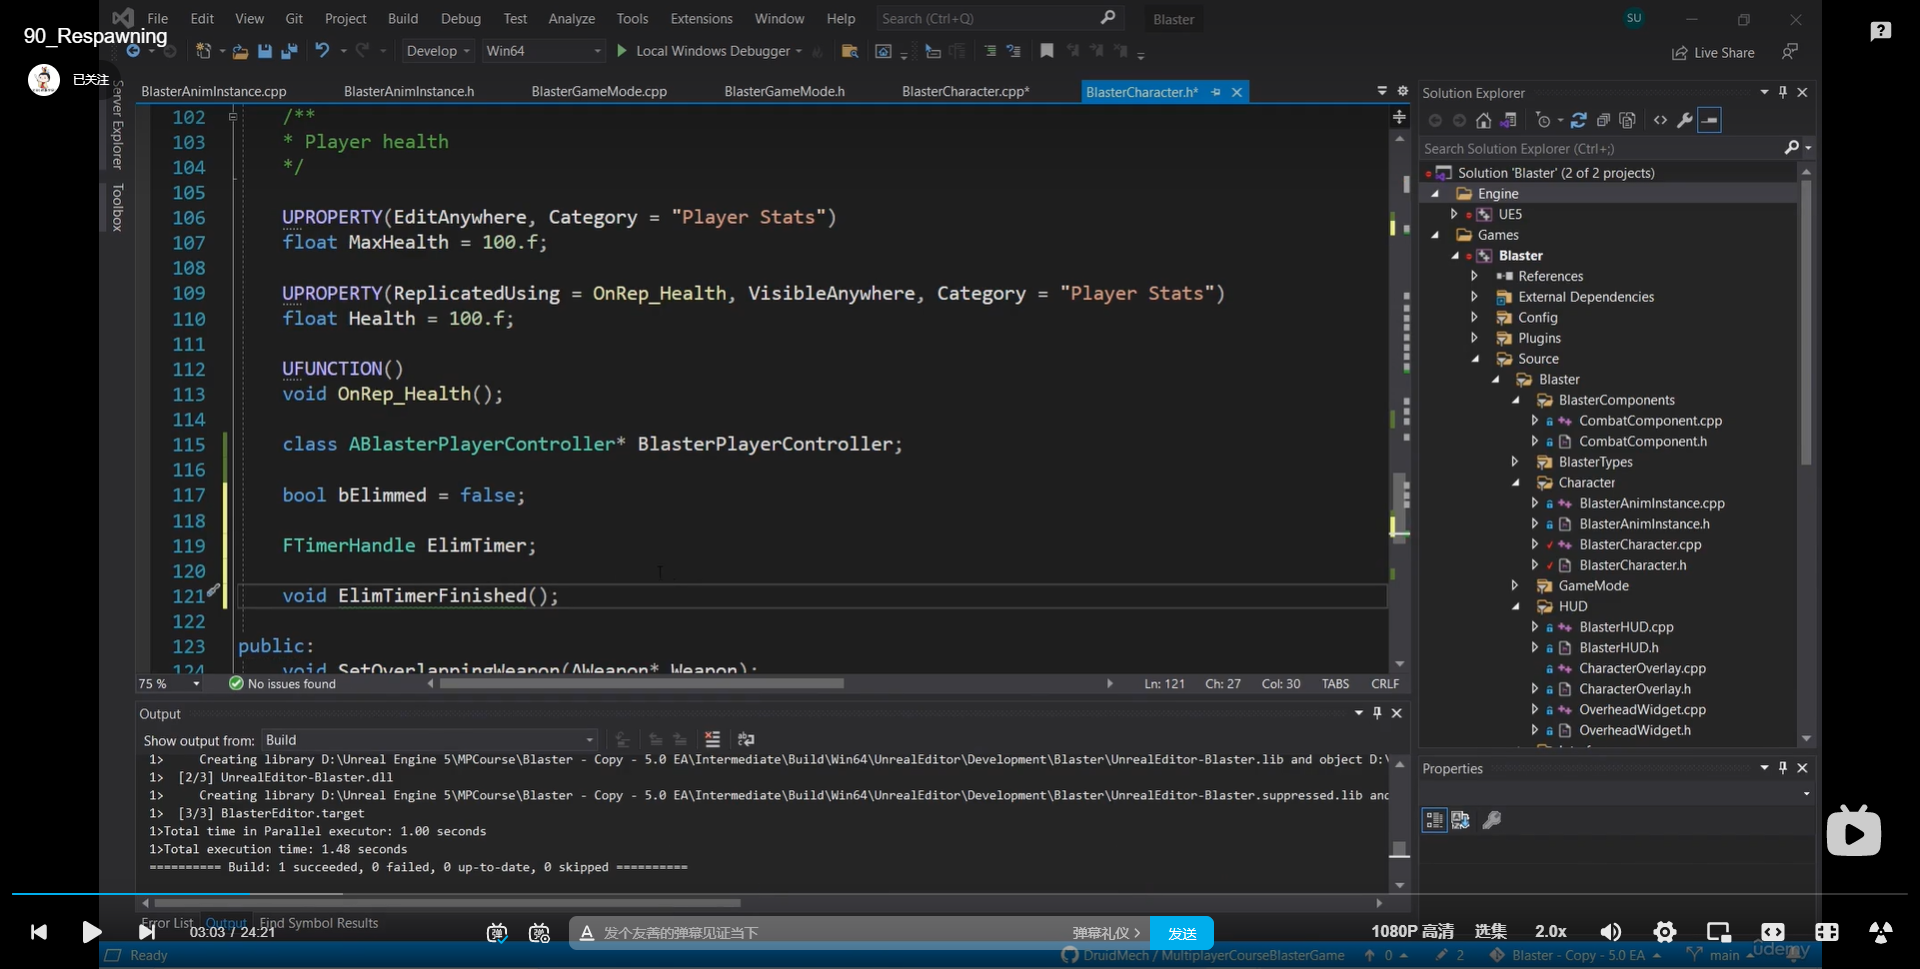 90_Respawning
已关注
File Edit View Git Project Build Debug Test Analyze Tools Extensions Window Help Search (Ctrl+Q) Blaster SU
Develop Win64 Local Windows Debugger Live Share
Server Explorer
Toolbox
BlasterAnimInstance.cpp BlasterAnimInstance.h BlasterGameMode.cpp BlasterGameMode.h BlasterCharacter.cpp* BlasterCharacter.h*
102 /**
103 * Player health
104 */
105
106 UPROPERTY(EditAnywhere, Category = "Player Stats")
107 float MaxHealth = 100.f;
108
109 UPROPERTY(ReplicatedUsing = OnRep_Health, VisibleAnywhere, Category = "Player Stats")
110 float Health = 100.f;
111
112 UFUNCTION()
113 void OnRep_Health();
114
115 class ABlasterPlayerController* BlasterPlayerController;
116
117 bool bElimmed = false;
118
119 FTimerHandle ElimTimer;
120
121 void ElimTimerFinished();
122
123 public:
124 void SetOverlappingWeapon(AWeapon* Weapon);
75 % No issues found Ln: 121 Ch: 27 Col: 30 TABS CRLF
Output
Show output from: Build
1> Creating library D:\Unreal Engine 5\MPCourse\Blaster - Copy - 5.0 EA\Intermediate\Build\Win64\UnrealEditor\Development\Blaster\UnrealEditor-Blaster.lib and object D:\
1> [2/3] UnrealEditor-Blaster.dll
1> Creating library D:\Unreal Engine 5\MPCourse\Blaster - Copy - 5.0 EA\Intermediate\Build\Win64\UnrealEditor\Development\Blaster\UnrealEditor-Blaster.suppressed.lib and
1> [3/3] BlasterEditor.target
1>Total time in Parallel executor: 1.00 seconds
1>Total execution time: 1.48 seconds
========== Build: 1 succeeded, 0 failed, 0 up-to-date, 0 skipped ==========
Error List Output Find Symbol Results
Solution Explorer
Search Solution Explorer (Ctrl+;)
Solution 'Blaster' (2 of 2 projects)
Engine
UE5
Games
Blaster
References
External Dependencies
Config
Plugins
Source
Blaster
BlasterComponents
CombatComponent.cpp
CombatComponent.h
BlasterTypes
Character
BlasterAnimInstance.cpp
BlasterAnimInstance.h
BlasterCharacter.cpp
BlasterCharacter.h
GameMode
HUD
BlasterHUD.cpp
BlasterHUD.h
CharacterOverlay.cpp
CharacterOverlay.h
OverheadWidget.cpp
OverheadWidget.h
Properties
03:03 / 24:21 发个友善的弹幕见证当下 弹幕礼仪 > 发送 1080P 高清 选集 2.0x
Ready DruidMech / MultiplayerCourseBlasterGame 0 2 Blaster - Copy - 5.0 EA main
ûdemy